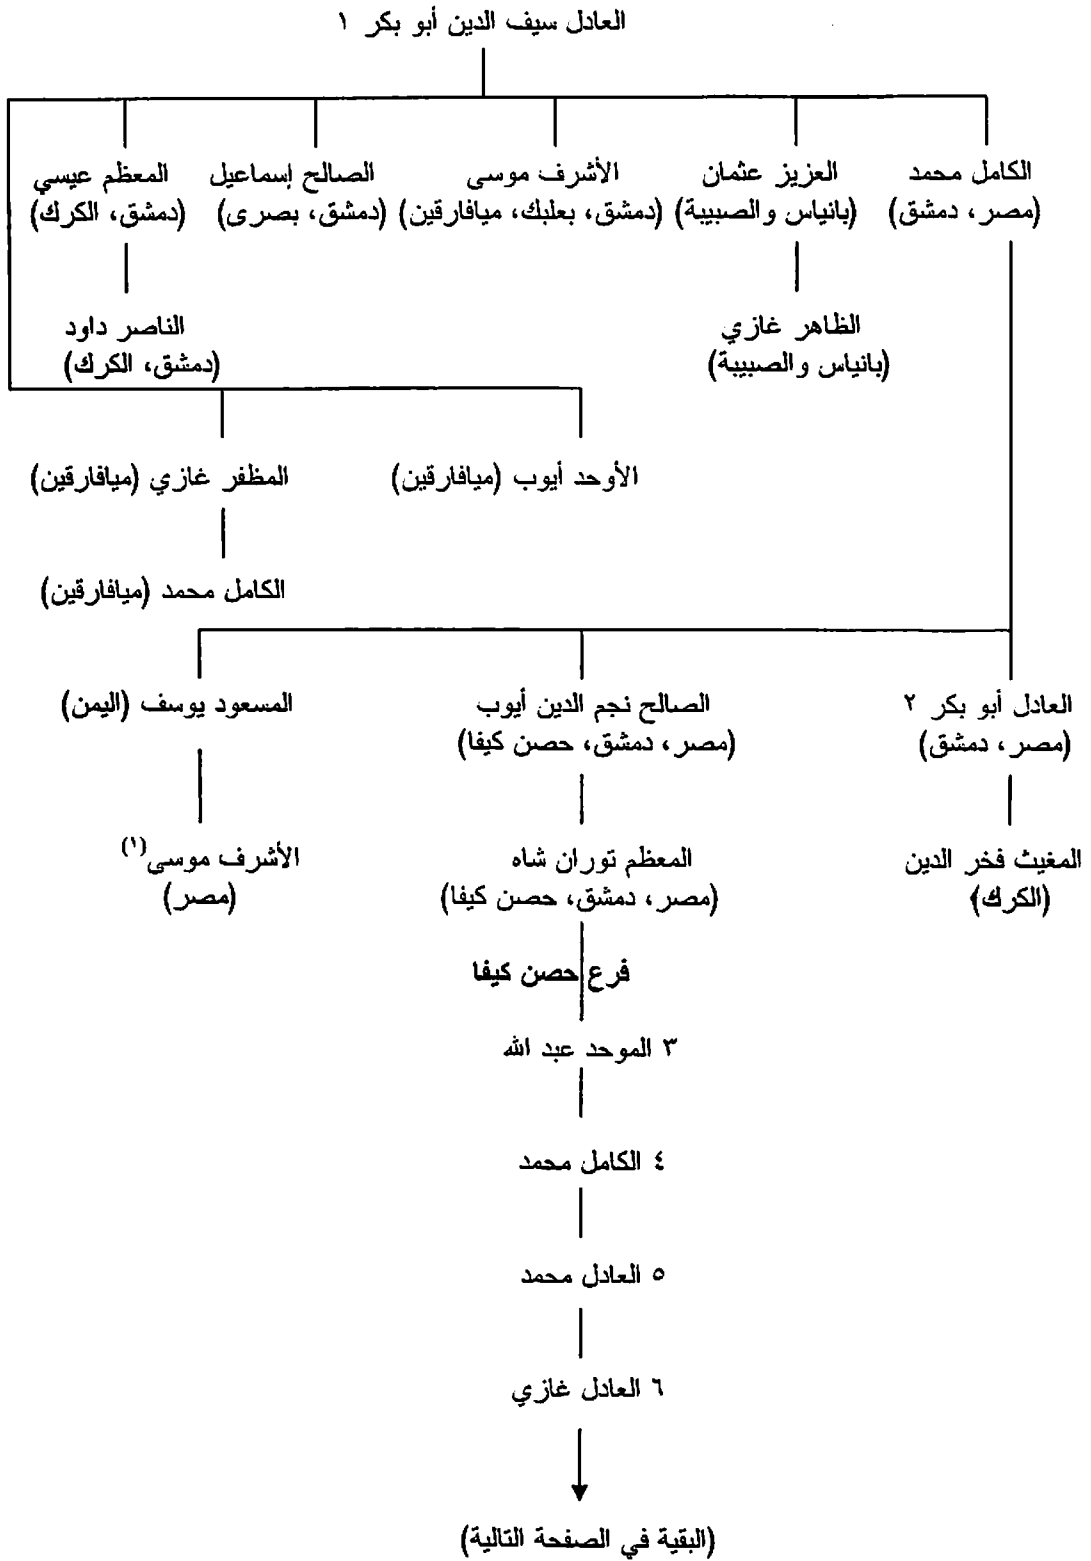 العادل سيف الدين أبو بكر ١
الكامل محمد
(مصر، دمشق)
العزيز عثمان
(بانياس والصبيبة)
الأشرف موسى
(دمشق، بعلبك، ميافارقين)
الصالح إسماعيل
(دمشق، بصرى)
المعظم عيسي
(دمشق، الكرك)
الظاهر غازي
(بانياس والصبيبة)
الناصر داود
(دمشق، الكرك)
الأوحد أيوب (ميافارقين)
المظفر غازي (ميافارقين)
الكامل محمد (ميافارقين)
العادل أبو بكر ٢
(مصر، دمشق)
الصالح نجم الدين أيوب
(مصر، دمشق، حصن كيفا)
المسعود يوسف (اليمن)
المغيث فخر الدين
(الكرك)
المعظم توران شاه
(مصر، دمشق، حصن كيفا)
الأشرف موسى(١)
(مصر)
فرع حصن كيفا
٣ الموحد عبد الله
٤ الكامل محمد
٥ العادل محمد
٦ العادل غازي
(البقية في الصفحة التالية)